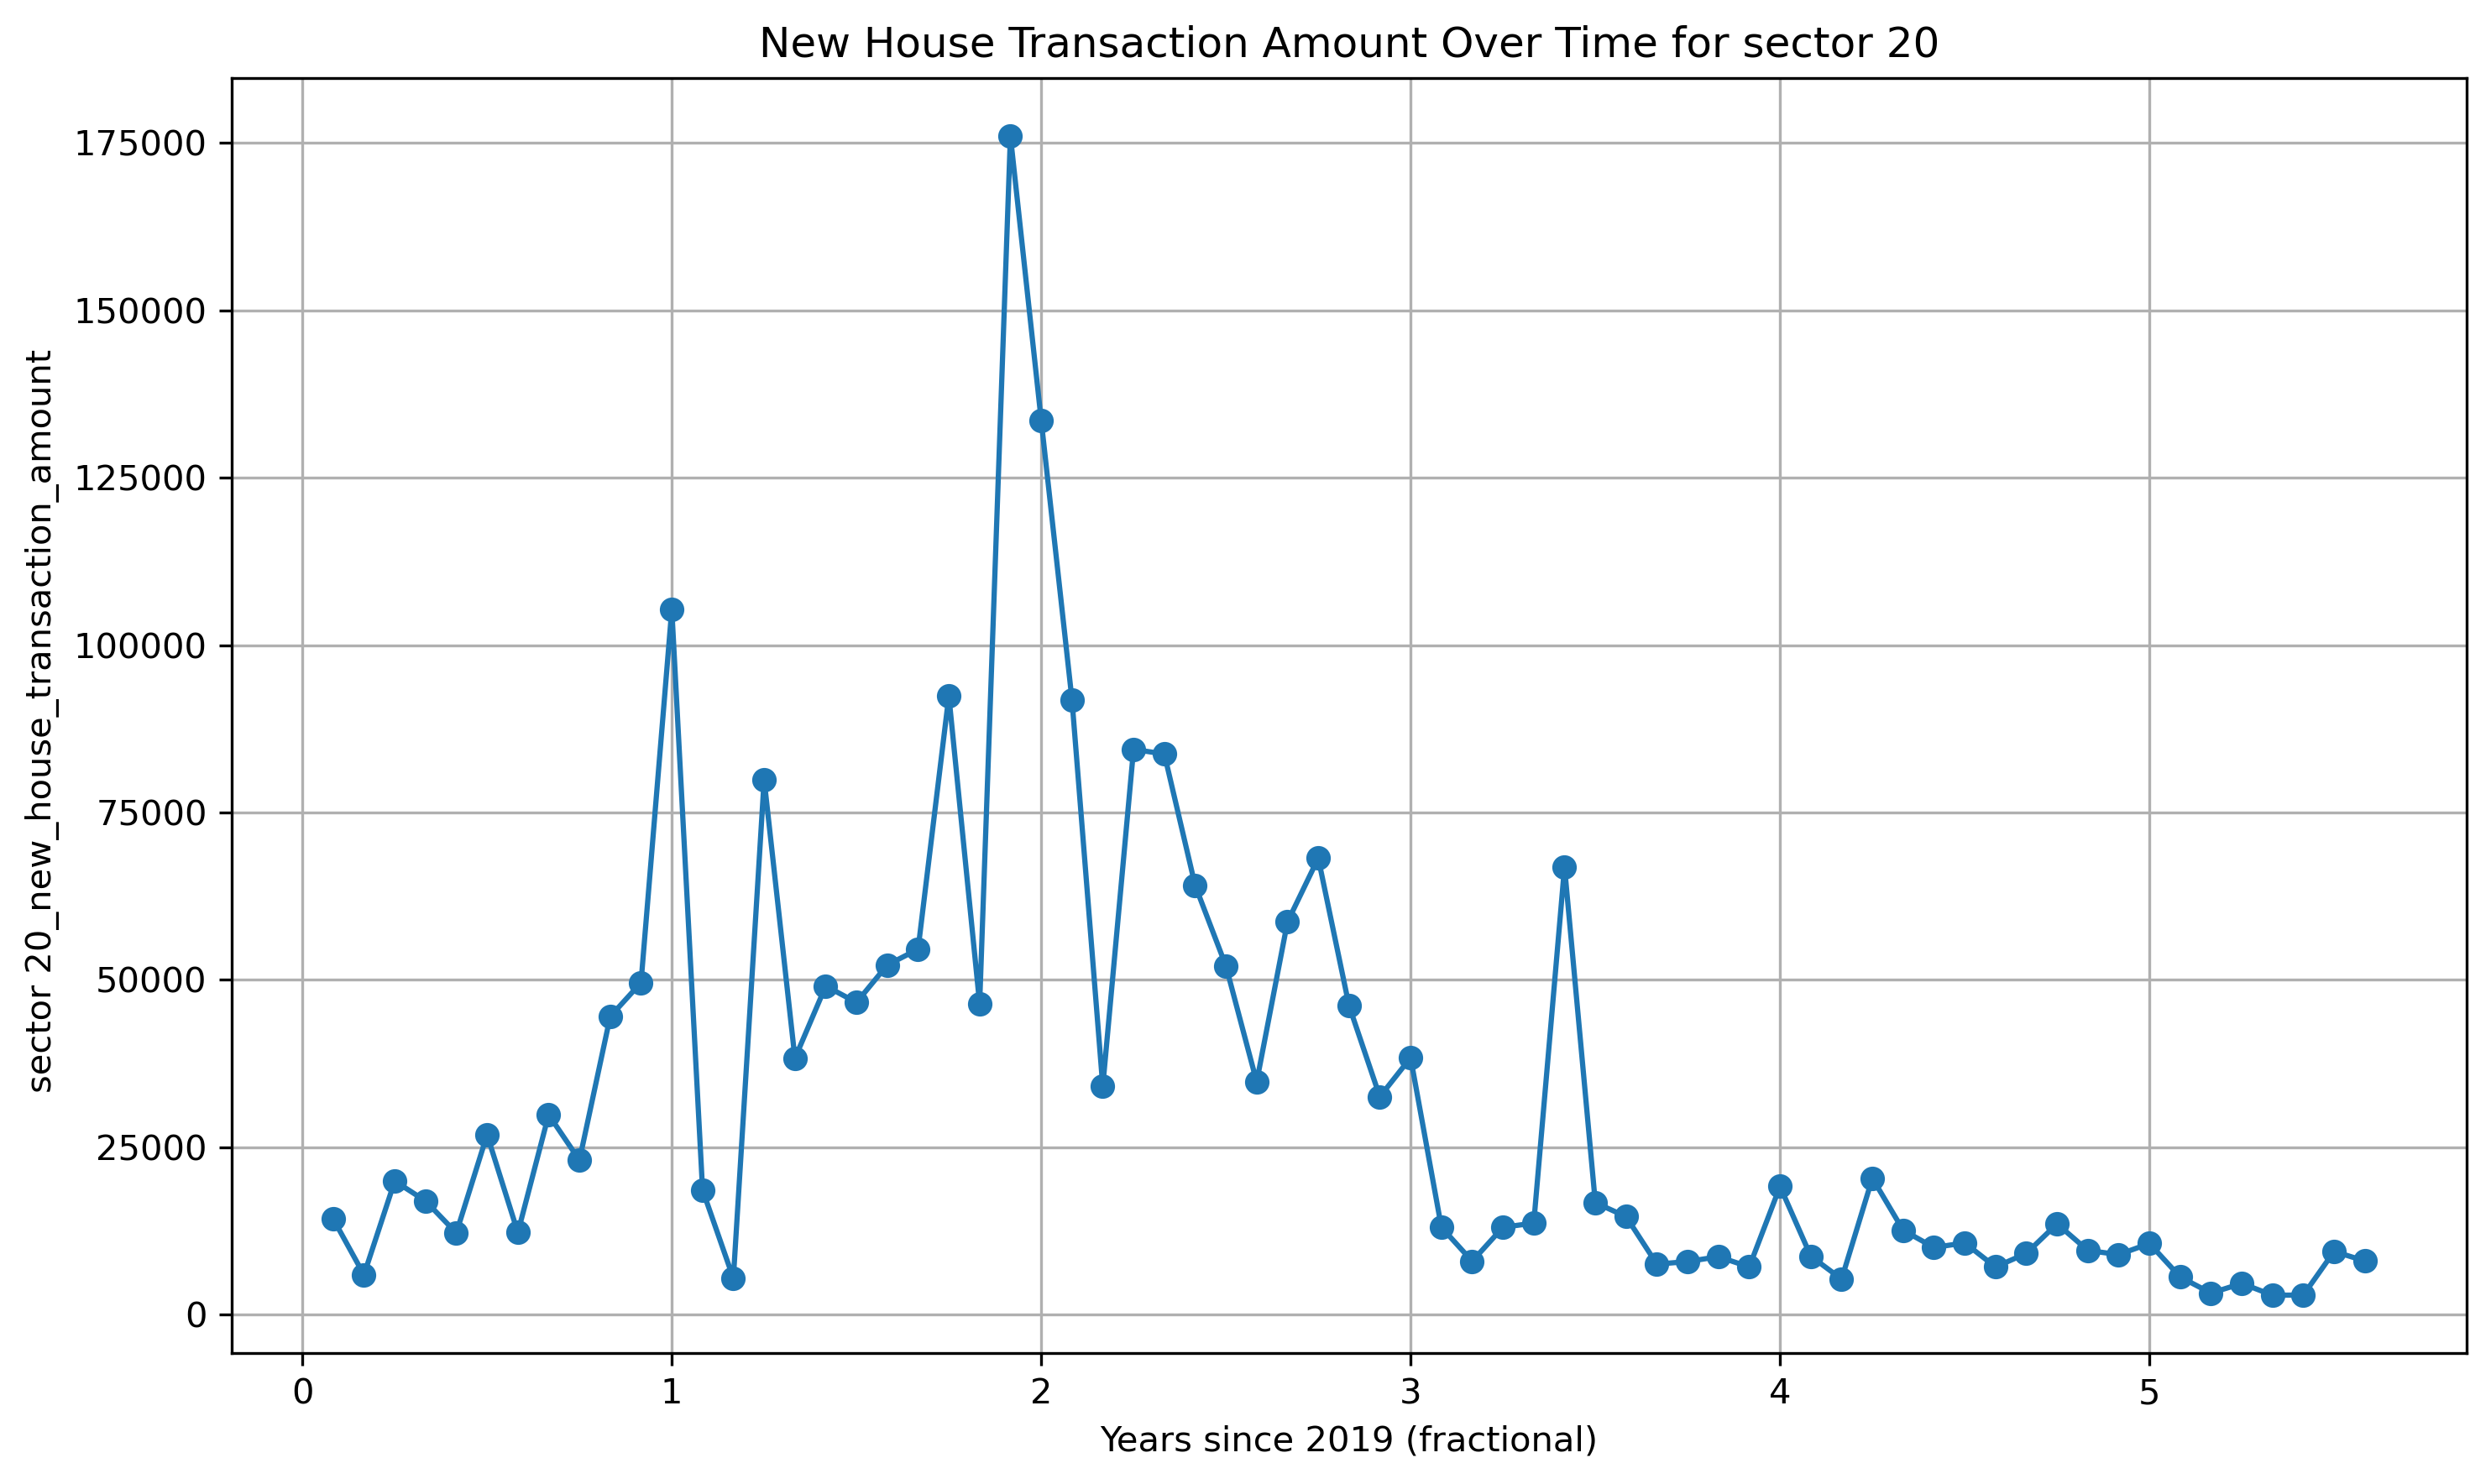 New House Transaction Amount Over Time for sector 20
sector 20_new_house_transaction_amount
175000
150000
125000
100000
75000
50000
25000
0
0 1 2 3 4 5
Years since 2019 (fractional)